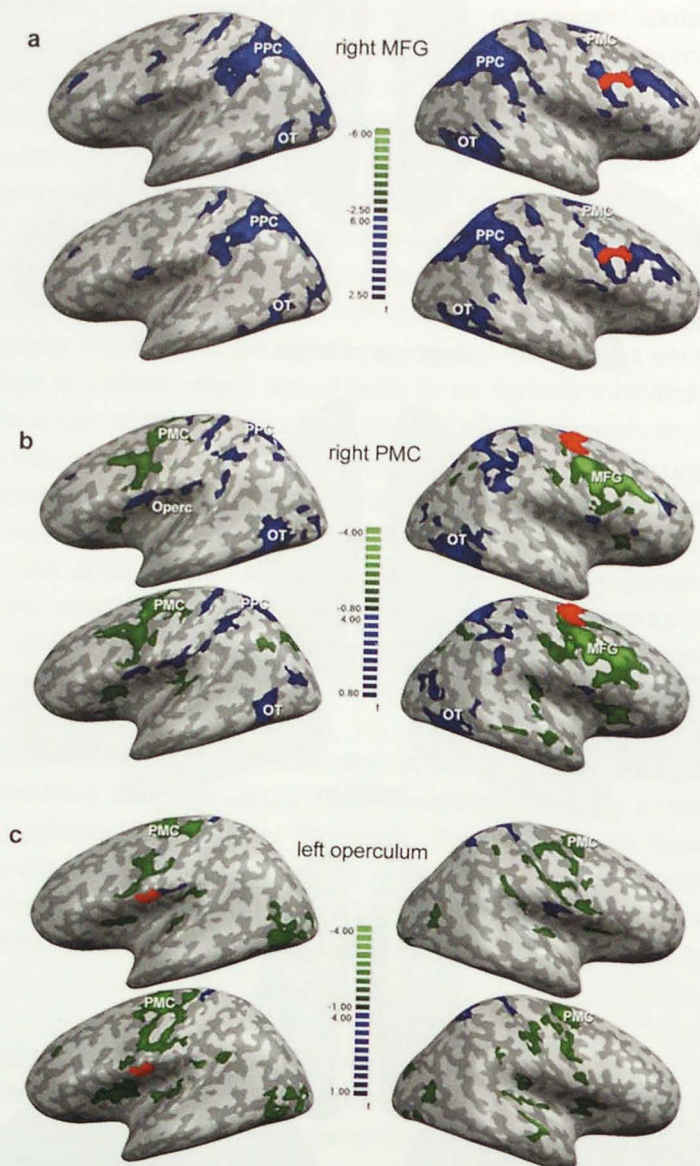 a
right MFG
PPC
OT
PPC
PMC
OT
-6.00
-2.50
6.00
2.50
t
PPC
OT
PPC
PMC
OT
b
right PMC
PMC
PPC
Operc
OT
MFG
OT
-4.00
-0.80
4.00
0.80
t
PMC
PPC
OT
MFG
OT
c
left operculum
PMC
PMC
-4.00
-1.00
4.00
1.00
t
PMC
PMC